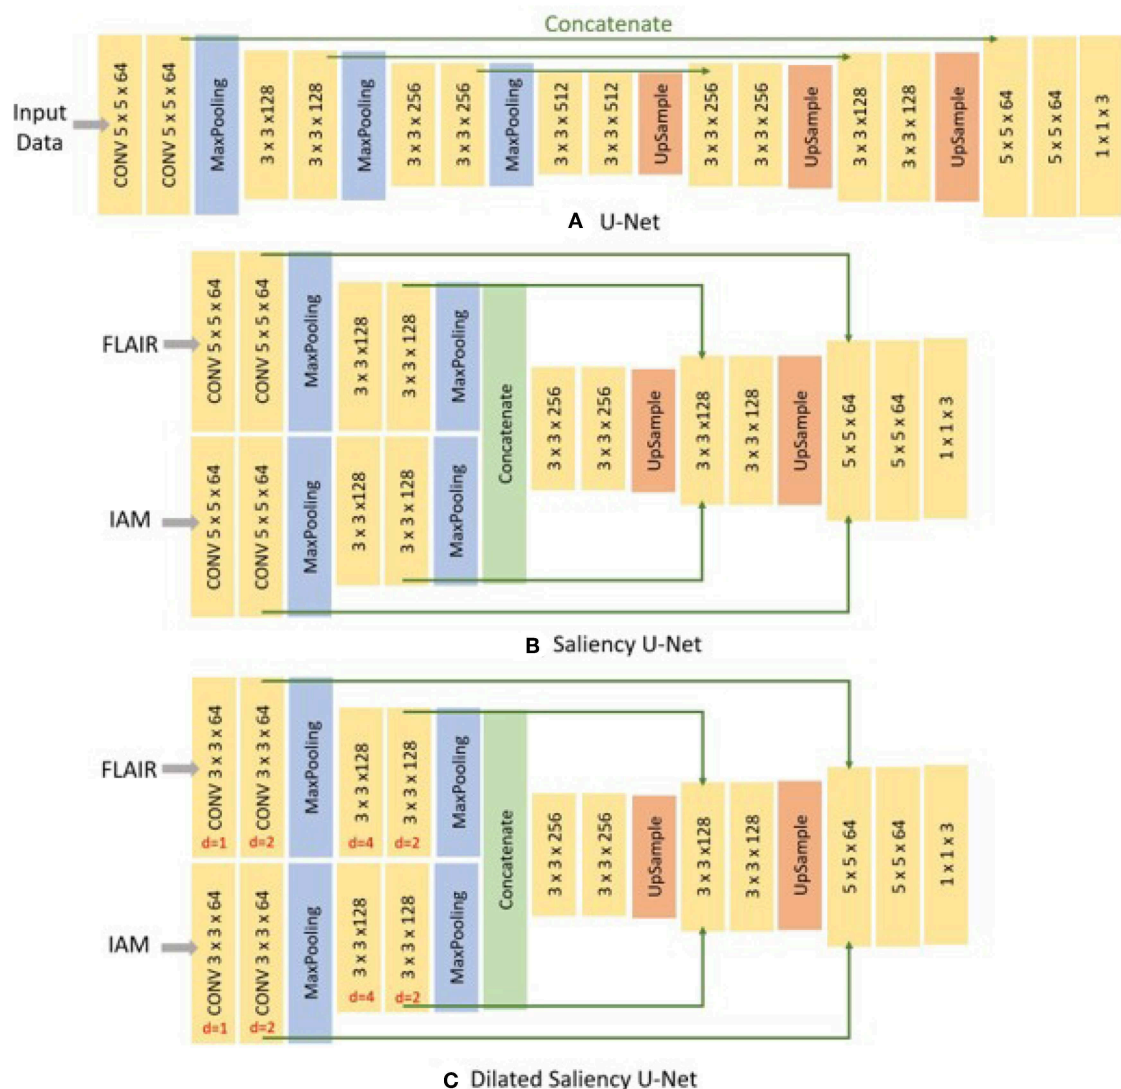 Concatenate
Input
Data
CONV 5 x 5 x 64
CONV 5 x 5 x 64
MaxPooling
3 x 3 x128
3 x 3 x 128
MaxPooling
3 x 3 x 256
3 x 3 x 256
MaxPooling
3 x 3 x 512
3 x 3 x 512
UpSample
3 x 3 x 256
3 x 3 x 256
UpSample
3 x 3 x128
3 x 3 x 128
UpSample
5 x 5 x 64
5 x 5 x 64
1 x 1 x 3
A U-Net
FLAIR
CONV 5 x 5 x 64
CONV 5 x 5 x 64
MaxPooling
3 x 3 x128
3 x 3 x 128
MaxPooling
IAM
CONV 5 x 5 x 64
CONV 5 x 5 x 64
MaxPooling
3 x 3 x128
3 x 3 x 128
MaxPooling
Concatenate
3 x 3 x 256
3 x 3 x 256
UpSample
3 x 3 x128
3 x 3 x 128
UpSample
5 x 5 x 64
5 x 5 x 64
1 x 1 x 3
B Saliency U-Net
FLAIR
CONV 3 x 3 x 64
d=1
CONV 3 x 3 x 64
d=2
MaxPooling
3 x 3 x128
d=4
3 x 3 x 128
d=2
MaxPooling
IAM
CONV 3 x 3 x 64
d=1
CONV 3 x 3 x 64
d=2
MaxPooling
3 x 3 x128
d=4
3 x 3 x 128
d=2
MaxPooling
Concatenate
3 x 3 x 256
3 x 3 x 256
UpSample
3 x 3 x128
3 x 3 x 128
UpSample
5 x 5 x 64
5 x 5 x 64
1 x 1 x 3
C Dilated Saliency U-Net